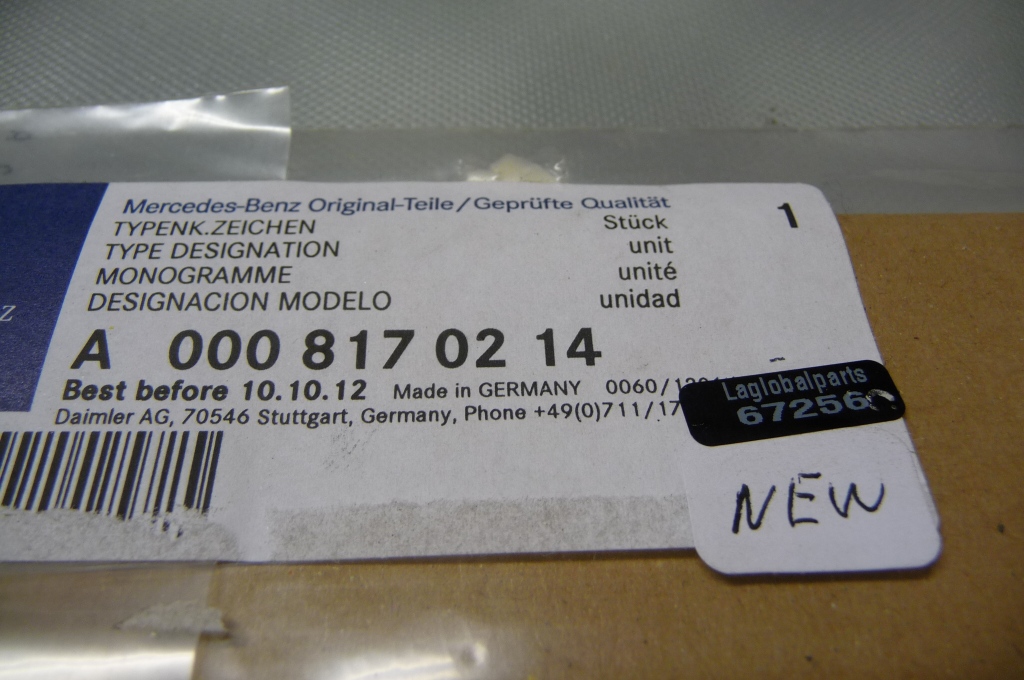 Mercedes-Benz Original-Teile/Geprüfte Qualität
TYPENK.ZEICHEN Stück 1
TYPE DESIGNATION unit
MONOGRAMME unité
DESIGNACION MODELO unidad
Z
A 000 817 02 14
Best before 10.10.12 Made in GERMANY 0060/
Daimler AG, 70546 Stuttgart, Germany, Phone +49(0)711/17
Laglobalparts
67256
NEW